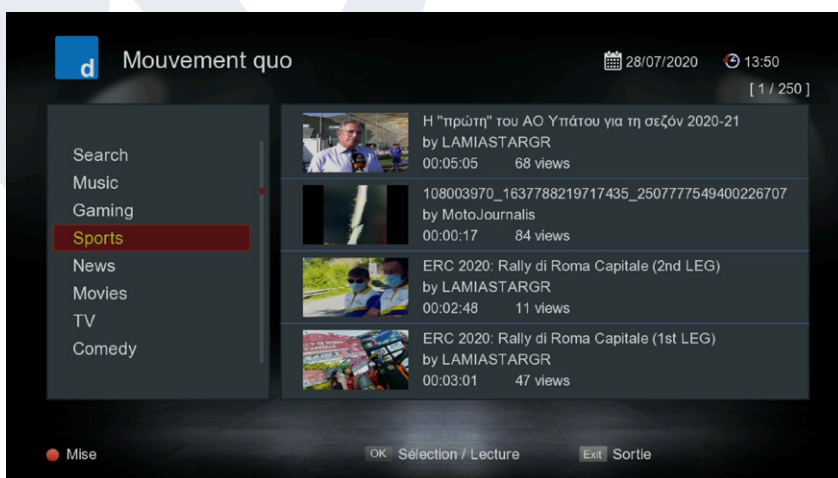 d
Mouvement quo
28/07/2020
13:50
[ 1 / 250 ]
Search
Music
Gaming
Sports
News
Movies
TV
Comedy
Η "πρώτη" του ΑΟ Υπάτου για τη σεζόν 2020-21
by LAMIASTARGR
00:05:05 68 views
108003970_1637788219717435_2507777549400226707
by MotoJournalis
00:00:17 84 views
ERC 2020: Rally di Roma Capitale (2nd LEG)
by LAMIASTARGR
00:02:48 11 views
ERC 2020: Rally di Roma Capitale (1st LEG)
by LAMIASTARGR
00:03:01 47 views
Mise
OK Sélection / Lecture
Exit Sortie